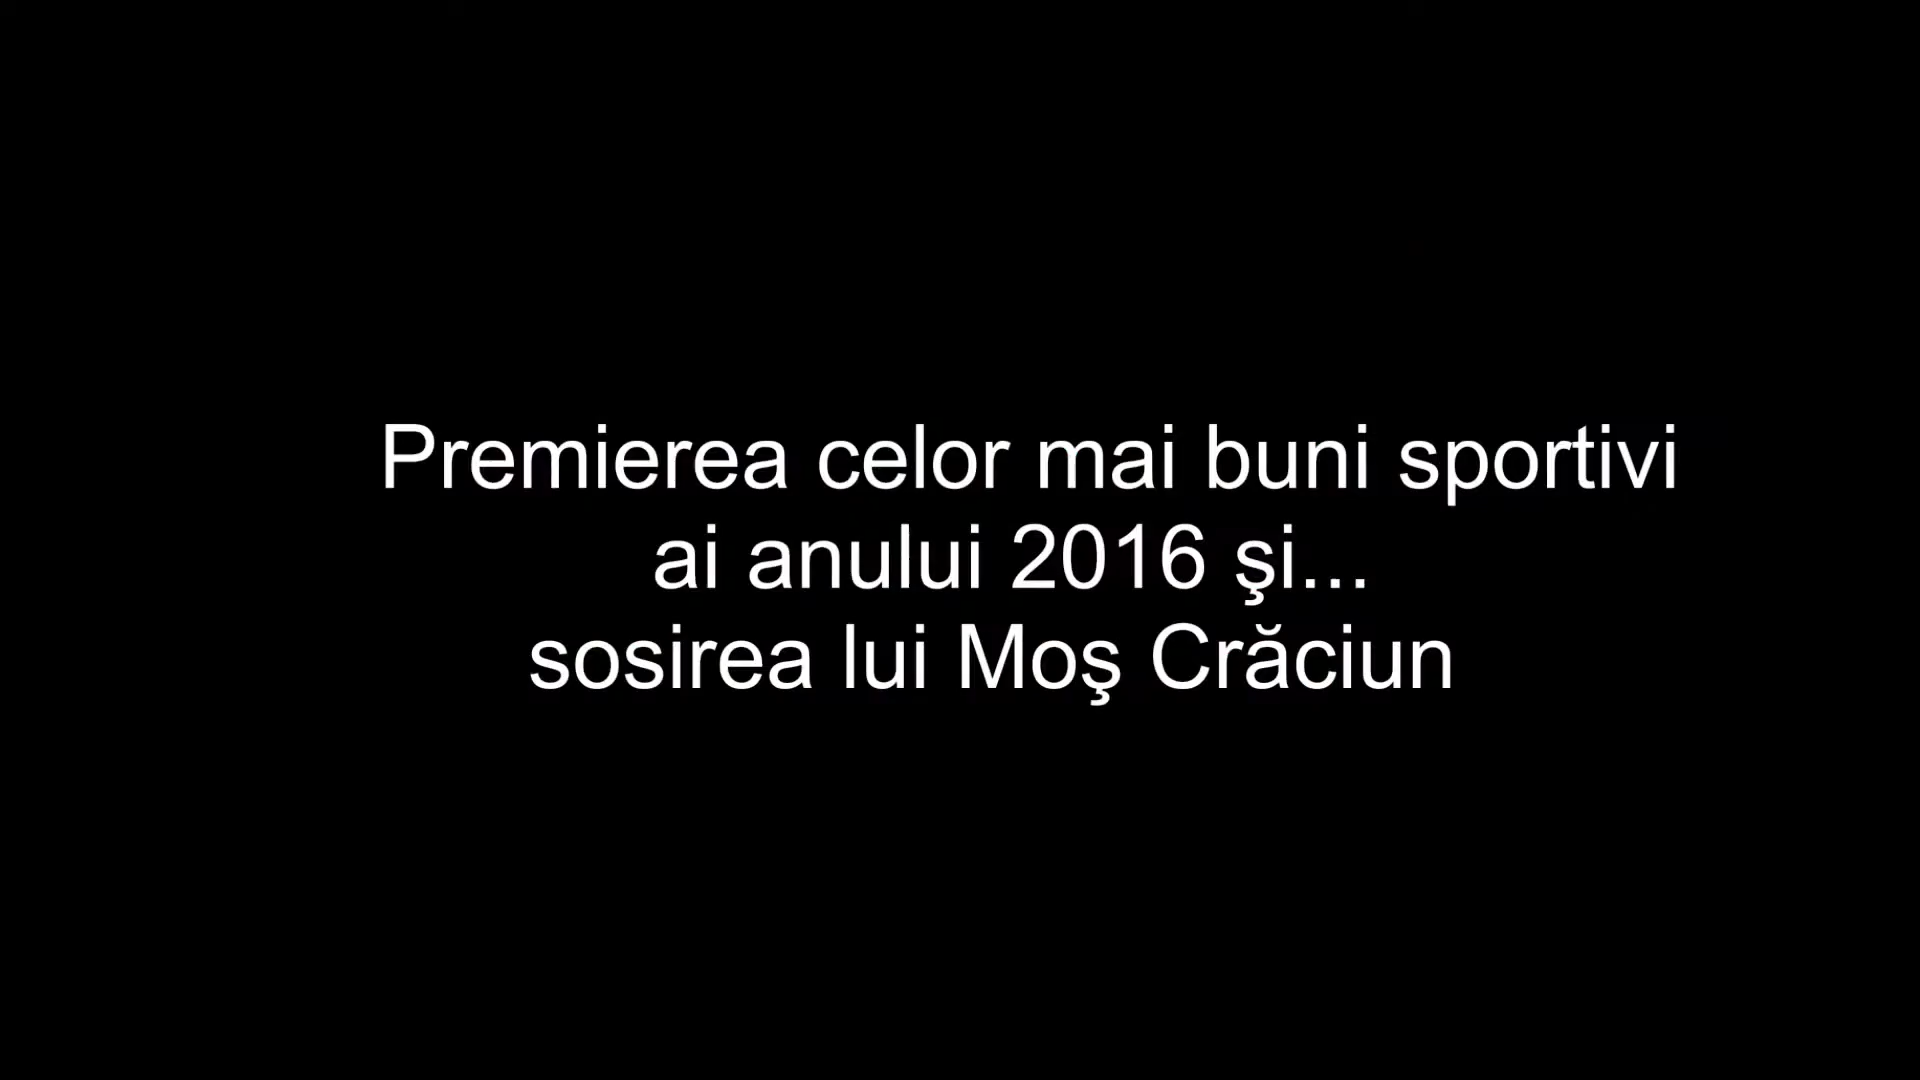 Premierea celor mai buni sportivi
ai anului 2016 şi...
sosirea lui Moş Crăciun